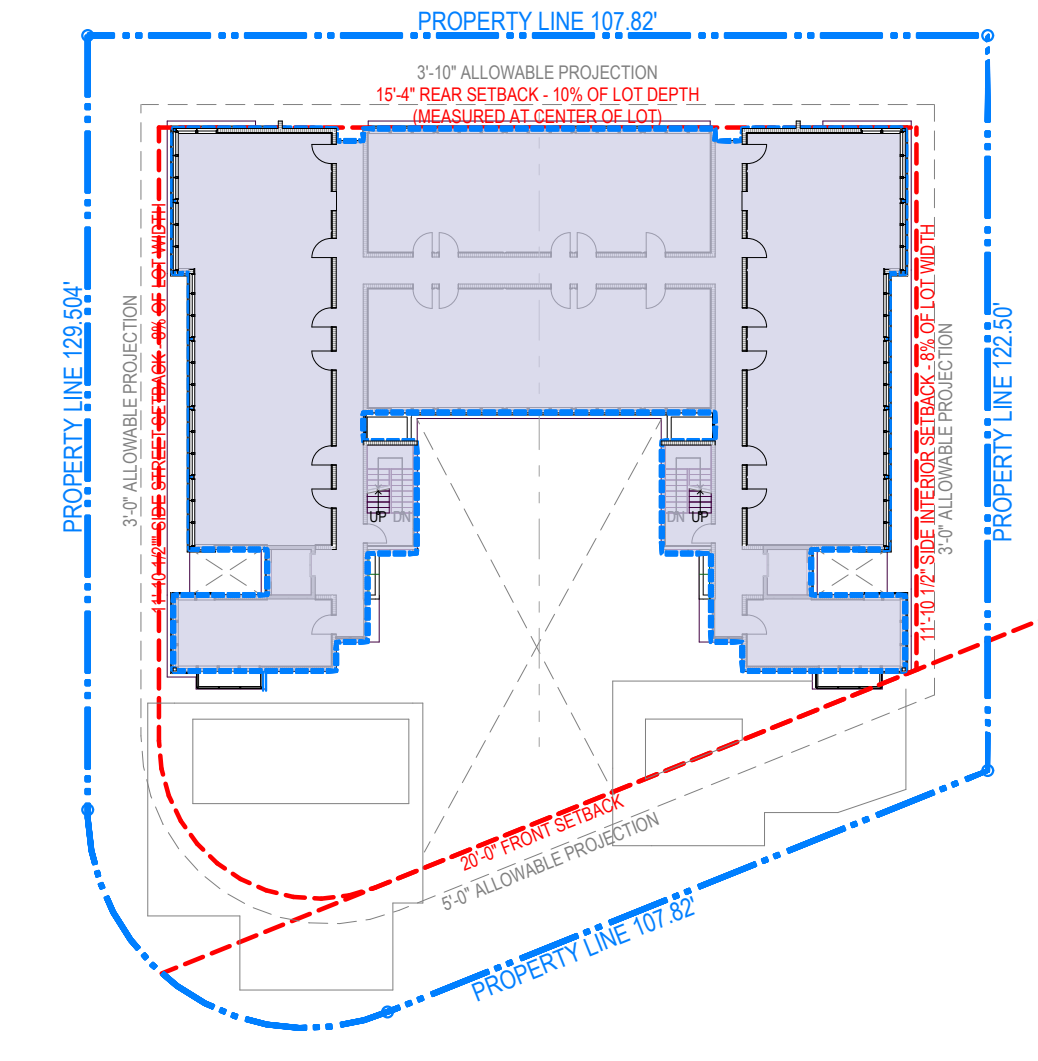 PROPERTY LINE 107.82'
3'-10" ALLOWABLE PROJECTION
15'-4" REAR SETBACK - 10% OF LOT DEPTH
(MEASURED AT CENTER OF LOT)
PROPERTY LINE 129.504'
3'-0" ALLOWABLE PROJECTION
11'-10 1/2" SIDE STREET SETBACK - 8% OF LOT WIDTH
UP
DN
DN
UP
11'-10 1/2" SIDE INTERIOR SETBACK - 8% OF LOT WIDTH
3'-0" ALLOWABLE PROJECTION
PROPERTY LINE 122.50'
20'-0" FRONT SETBACK
5'-0" ALLOWABLE PROJECTION
PROPERTY LINE 107.82'